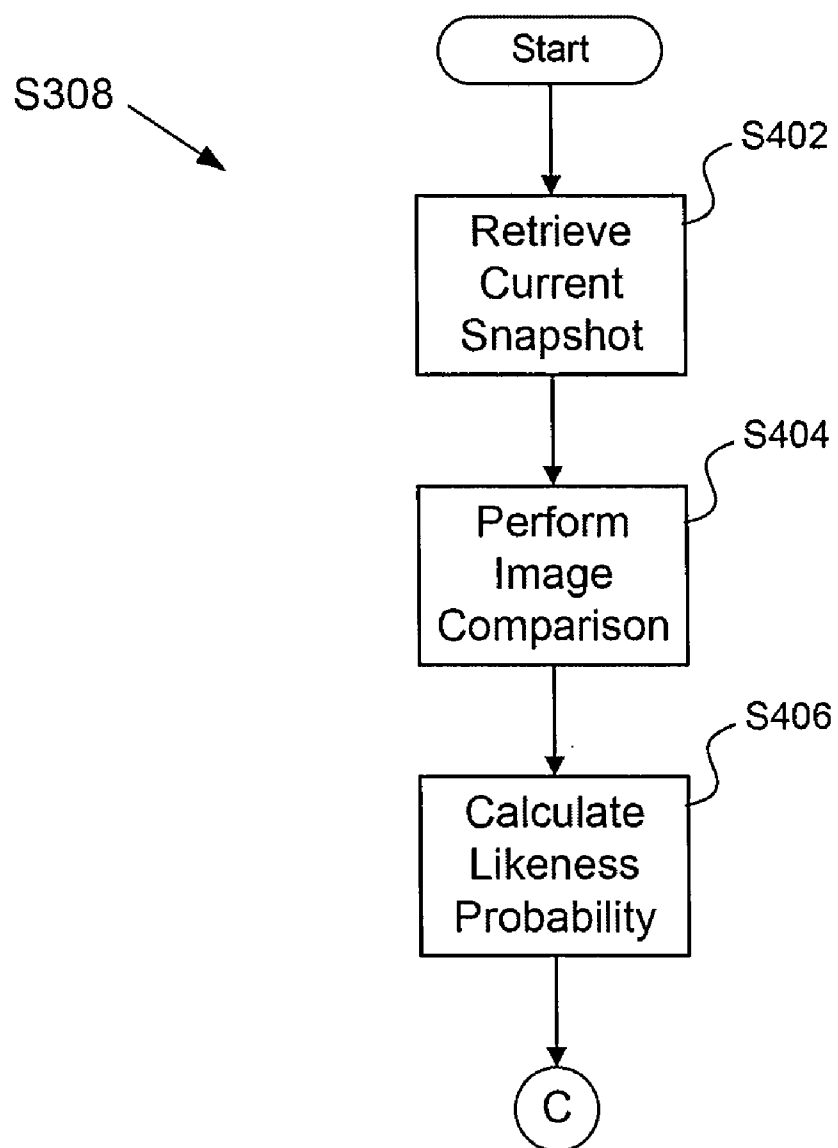 Start
S308
S402
Retrieve
Current
Snapshot
S404
Perform
Image
Comparison
S406
Calculate
Likeness
Probability
C